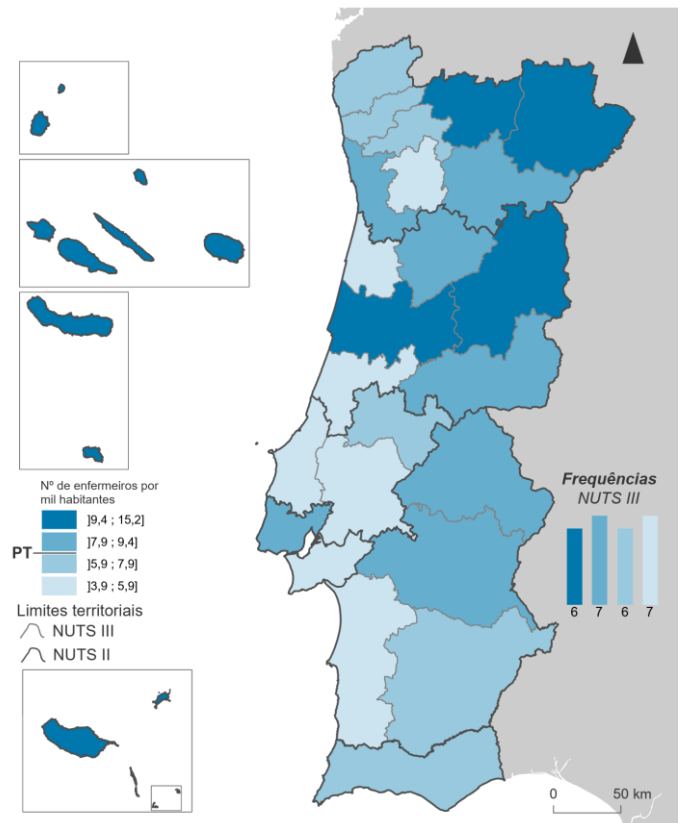 Nº de enfermeiros por
mil habitantes
]9,4 ; 15,2]
]7,9 ; 9,4]
PT
]5,9 ; 7,9]
]3,9 ; 5,9]
Limites territoriais
NUTS III
NUTS II
Frequências
NUTS III
6 7 6 7
0 50 km